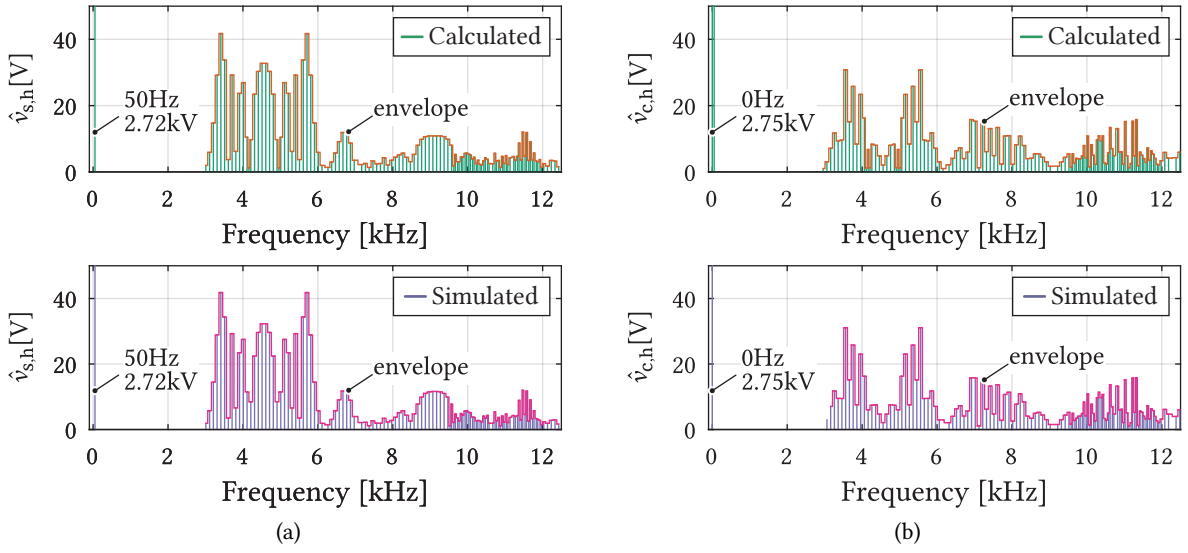 v̂s,h[V]
40
20
0
Calculated
50Hz
2.72kV
envelope
0 2 4 6 8 10 12
Frequency [kHz]
v̂c,h[V]
40
20
0
Calculated
0Hz
2.75kV
envelope
0 2 4 6 8 10 12
Frequency [kHz]
v̂s,h[V]
40
20
0
Simulated
50Hz
2.72kV
envelope
0 2 4 6 8 10 12
Frequency [kHz]
(a)
v̂c,h[V]
40
20
0
Simulated
0Hz
2.75kV
envelope
0 2 4 6 8 10 12
Frequency [kHz]
(b)